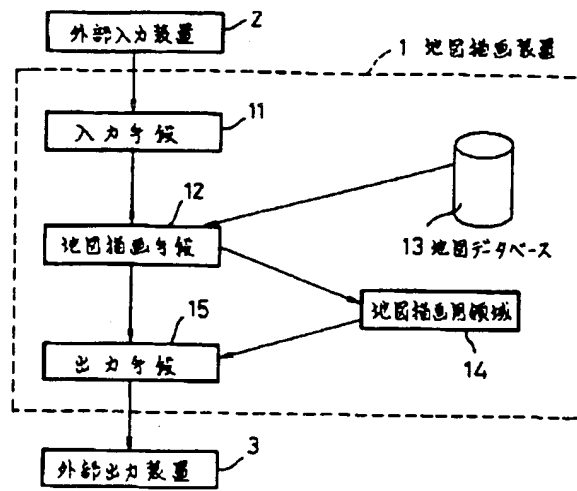 外部入力装置
2
1 地図描画装置
入力手段
11
12
地図描画手段
13 地図データベース
15
地図描画用領域
出力手段
14
外部出力装置
3